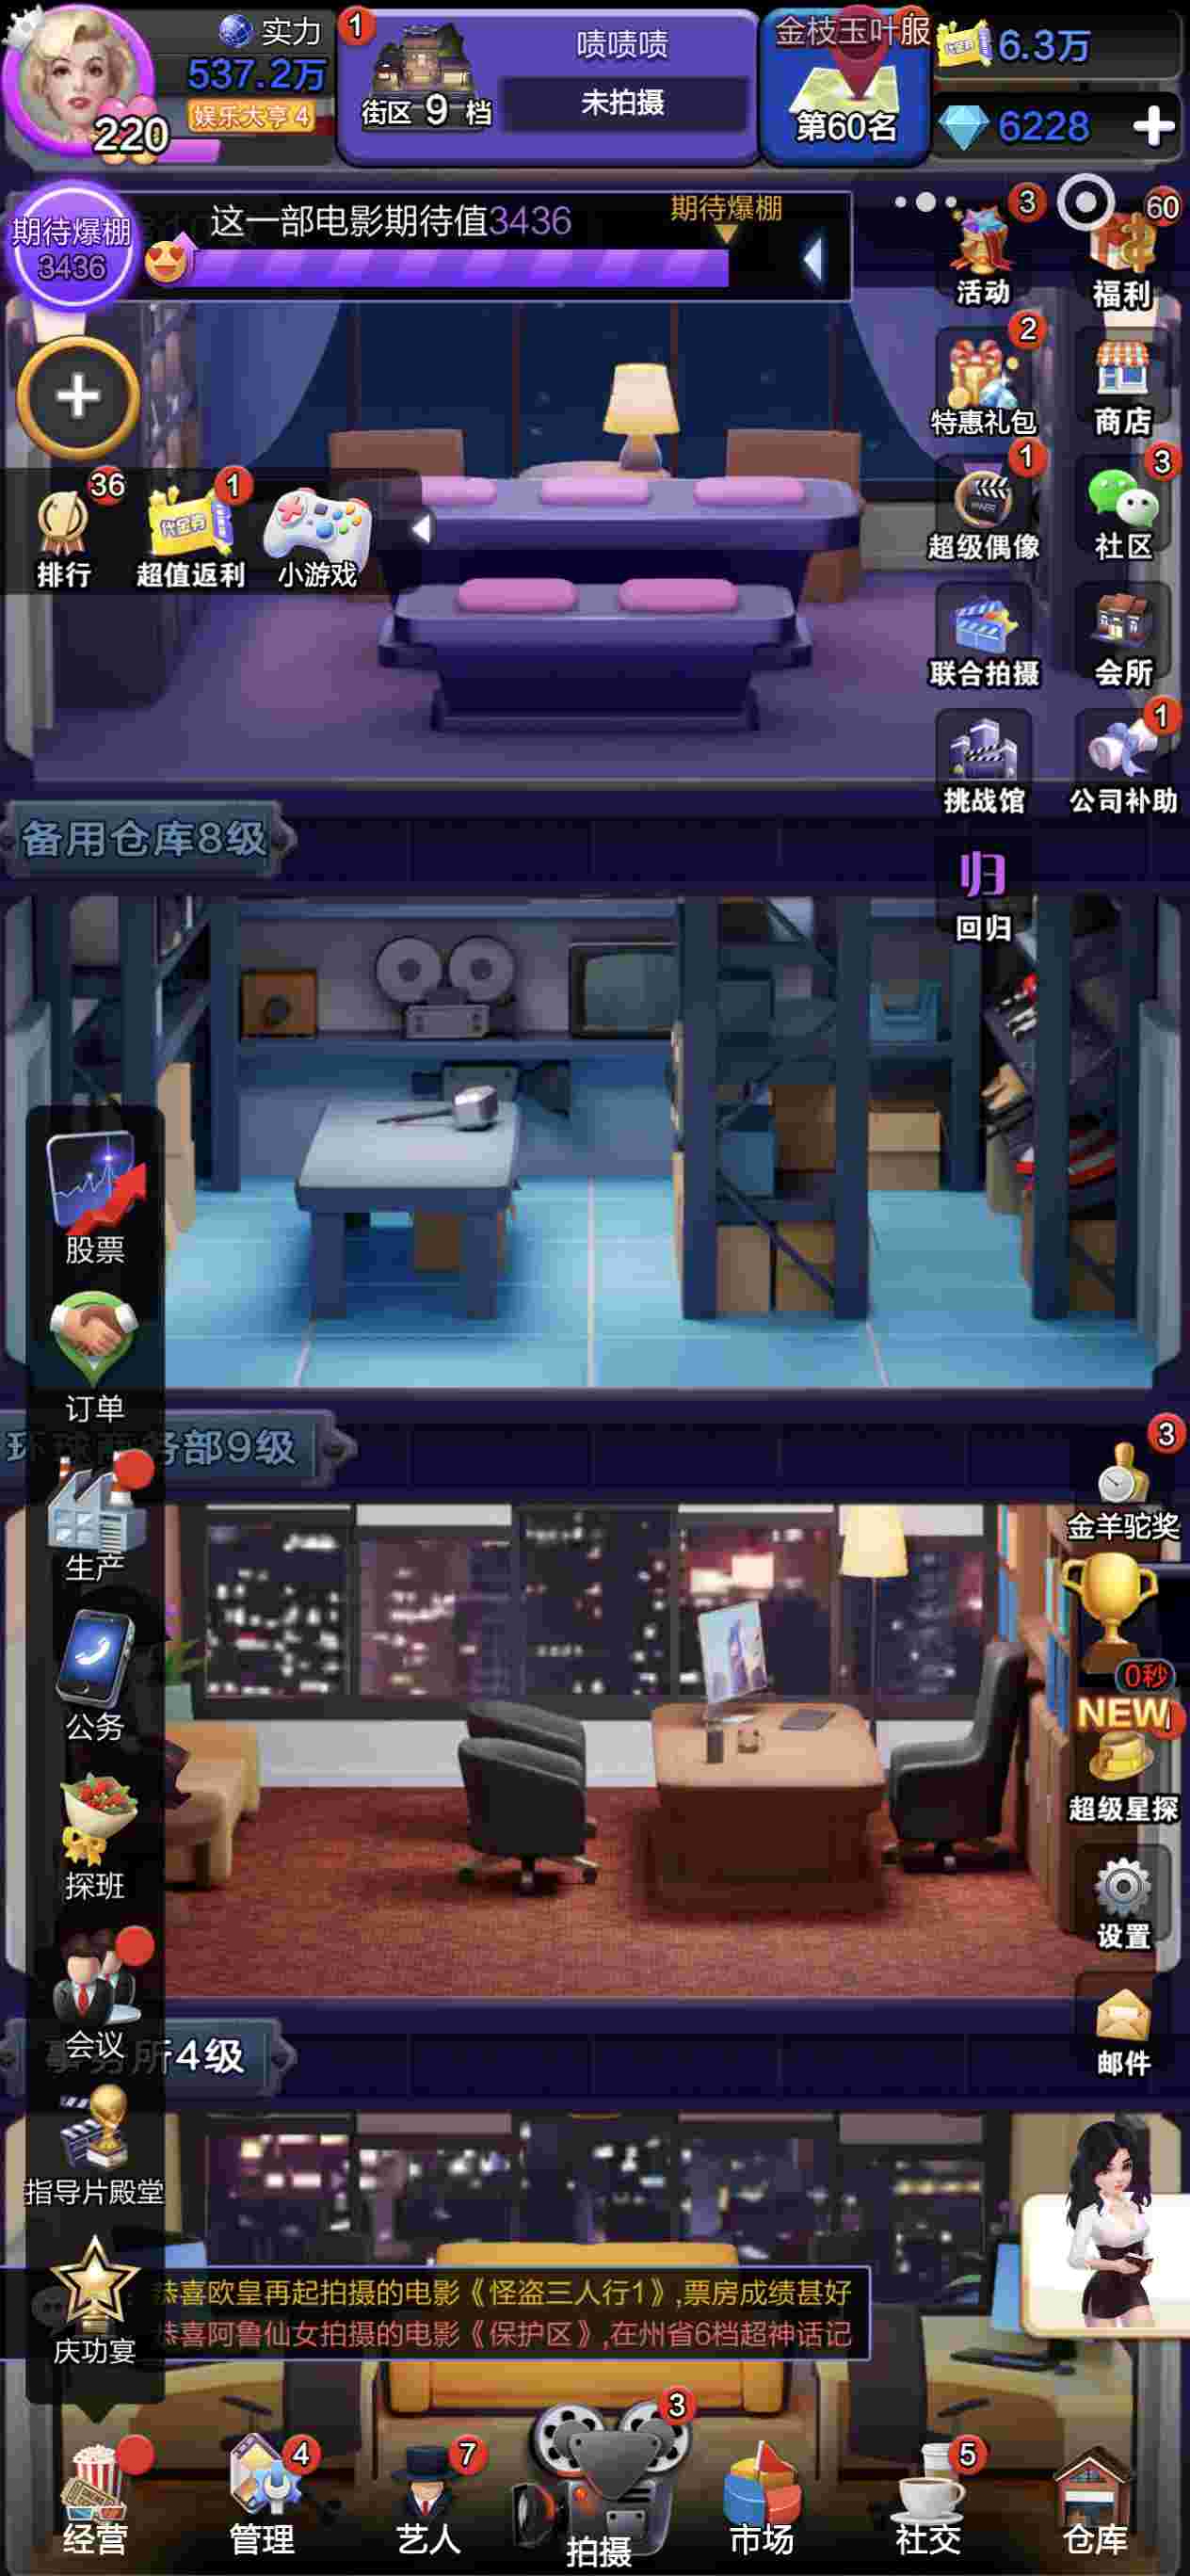 实力
537.2万
娱乐大亨 4
220
1
啧啧啧
街区 9 档
未拍摄
金枝玉叶服
第60名
代金券
6.3万
6228
期待爆棚
3436
这一部电影期待值3436
期待爆棚
3
活动
60
福利
2
特惠礼包
商店
36
排行
1
超值返利
小游戏
1
超级偶像
3
社区
联合拍摄
会所
挑战馆
1
公司补助
备用仓库8级
归
回归
股票
订单
务部9级
生产
公务
探班
会议
所4级
指导片殿堂
庆功宴
3
金羊驼奖
0秒
NEW
超级星探
设置
邮件
恭喜欧皇再起拍摄的电影《怪盗三人行1》,票房成绩甚好
恭喜阿鲁仙女拍摄的电影《保护区》,在州省6档超神话记
经营
4
管理
7
艺人
3
拍摄
市场
5
社交
仓库